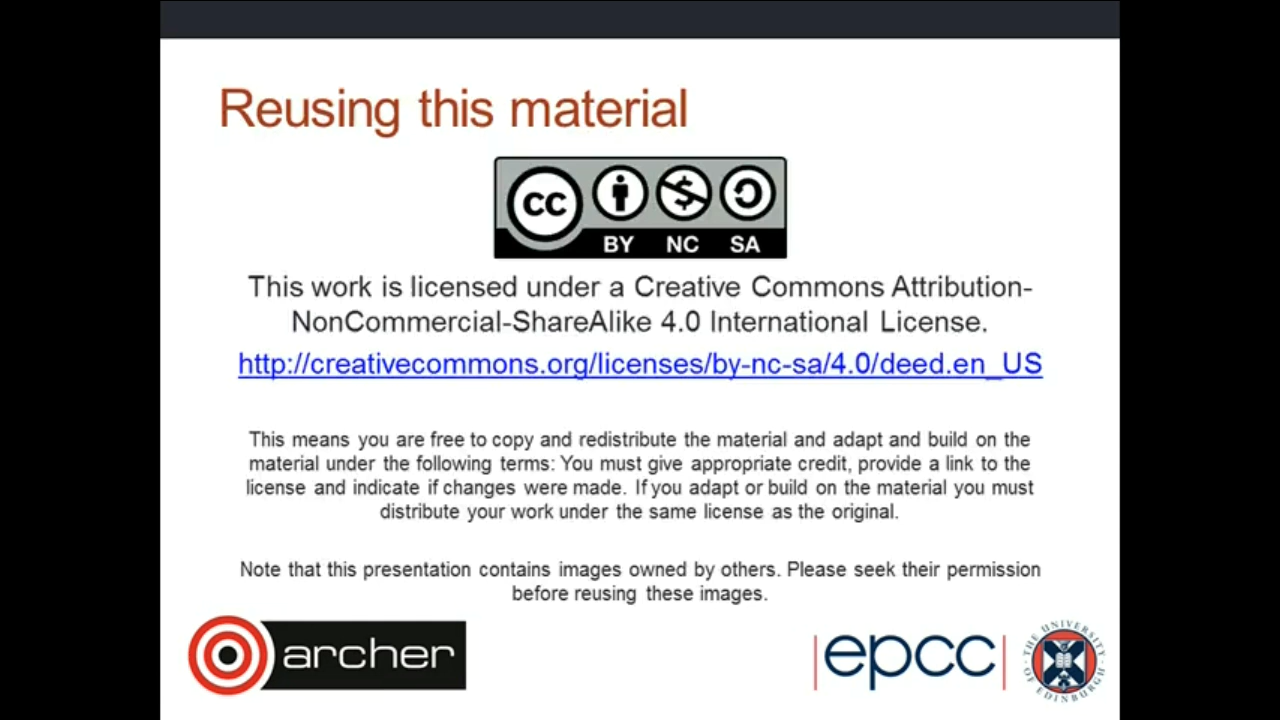 Reusing this material
CC
BY NC SA
This work is licensed under a Creative Commons Attribution-
NonCommercial-ShareAlike 4.0 International License.
http://creativecommons.org/licenses/by-nc-sa/4.0/deed.en_US
This means you are free to copy and redistribute the material and adapt and build on the
material under the following terms: You must give appropriate credit, provide a link to the
license and indicate if changes were made. If you adapt or build on the material you must
distribute your work under the same license as the original.
Note that this presentation contains images owned by others. Please seek their permission
before reusing these images.
archer
epcc
THE UNIVERSITY
OF EDINBURGH